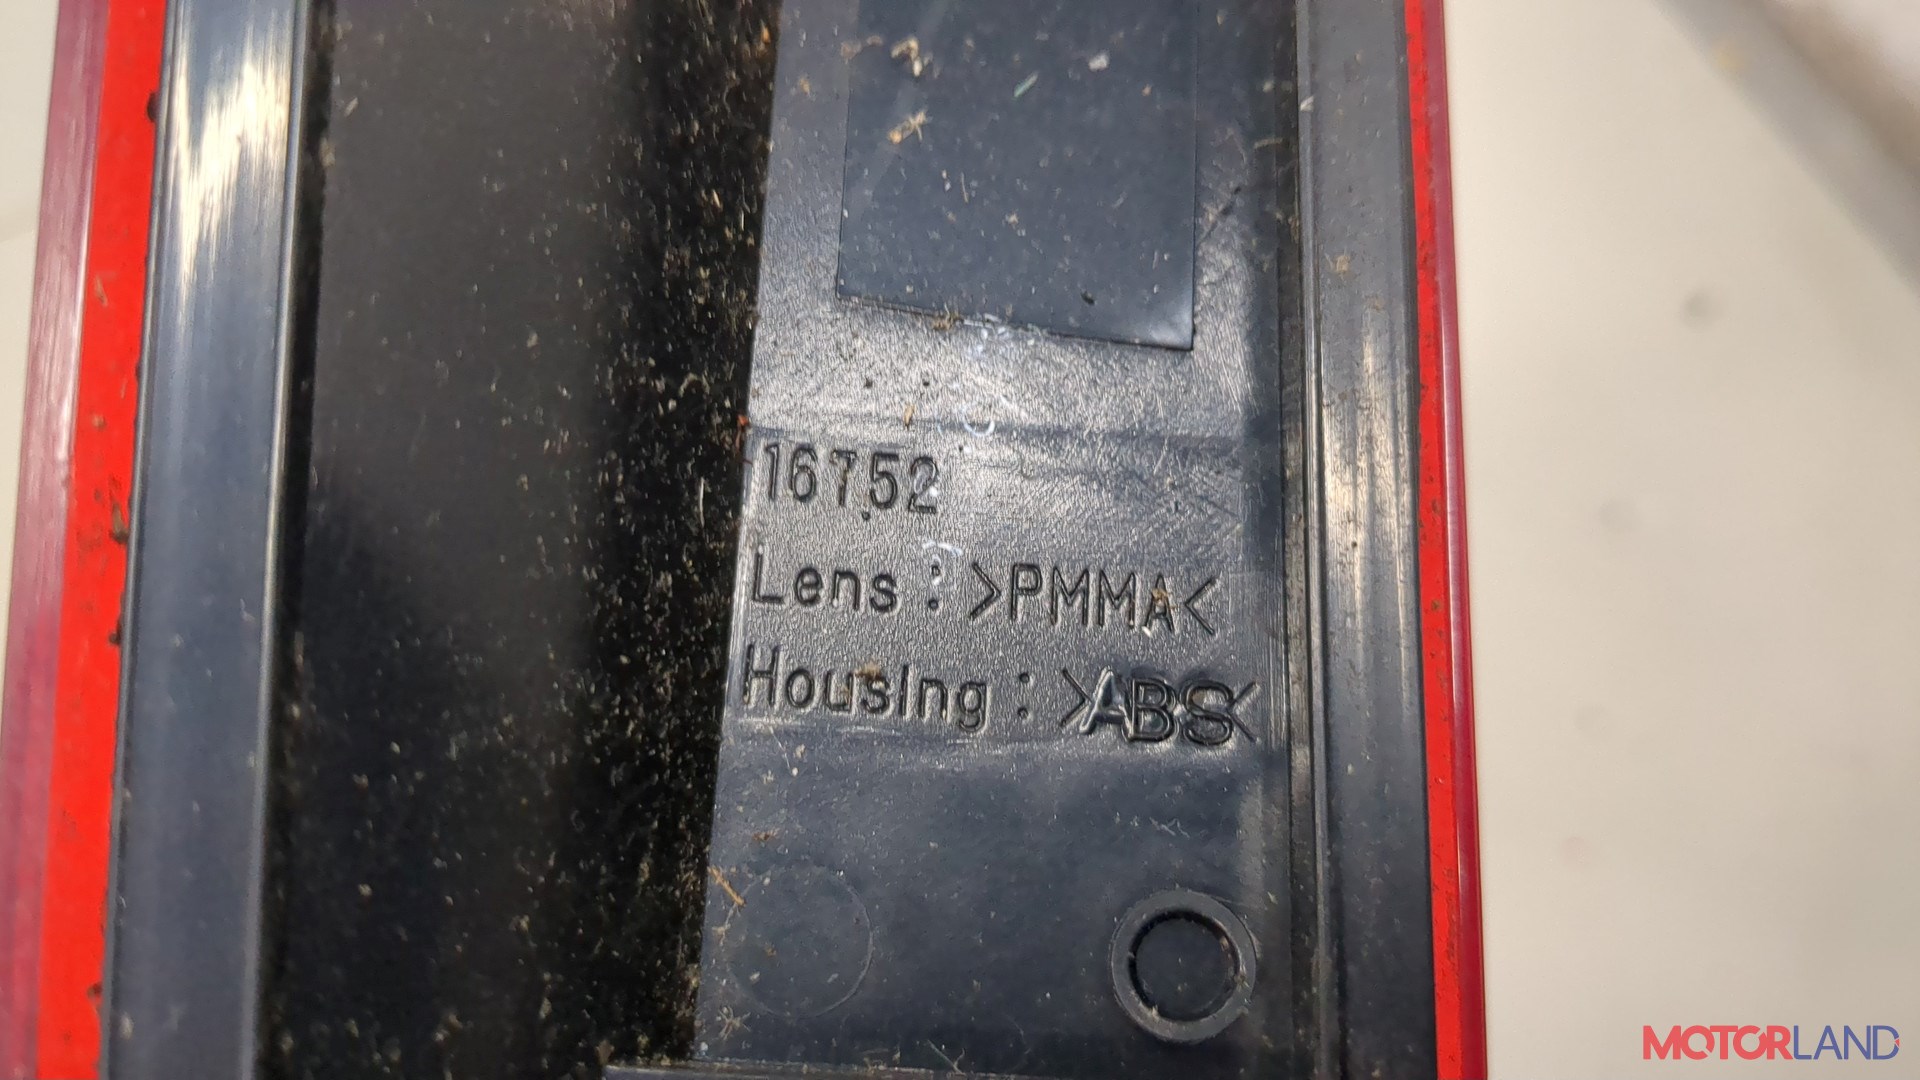 16752
Lens : >PMMA<
Housing : >ABS<
MOTORLAND